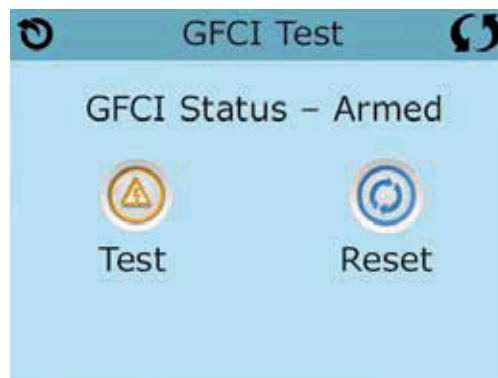 GFCI Test
GFCI Status – Armed
Test
Reset